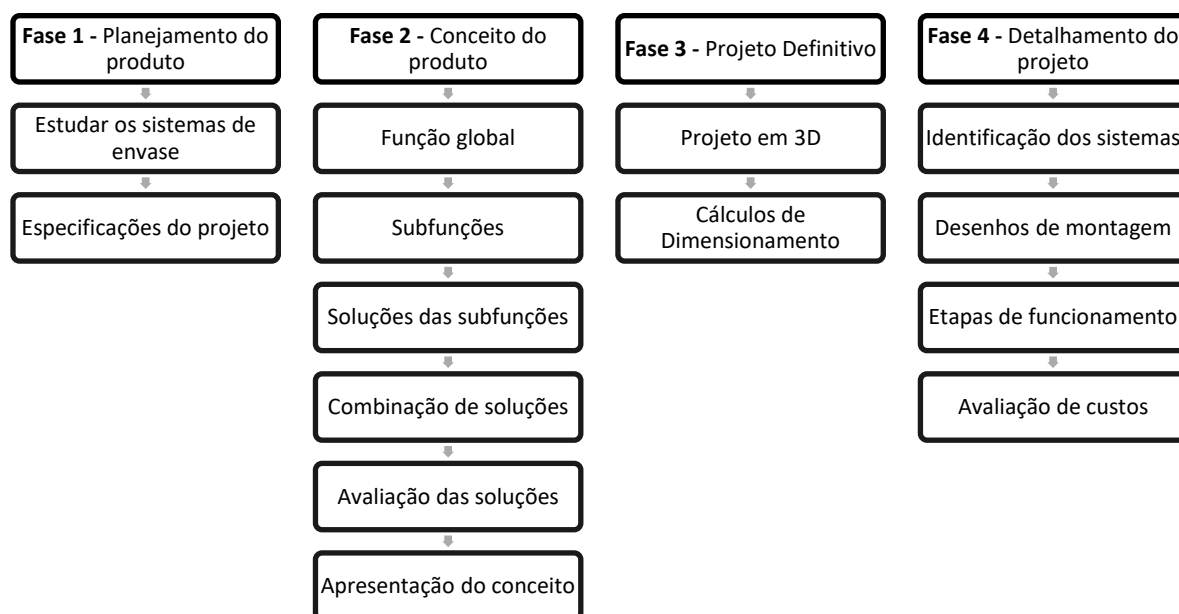 Fase 1 - Planejamento do
produto
Estudar os sistemas de
envase
Especificações do projeto
Fase 2 - Conceito do
produto
Função global
Subfunções
Soluções das subfunções
Combinação de soluções
Avaliação das soluções
Apresentação do conceito
Fase 3 - Projeto Definitivo
Projeto em 3D
Cálculos de
Dimensionamento
Fase 4 - Detalhamento do
projeto
Identificação dos sistemas
Desenhos de montagem
Etapas de funcionamento
Avaliação de custos